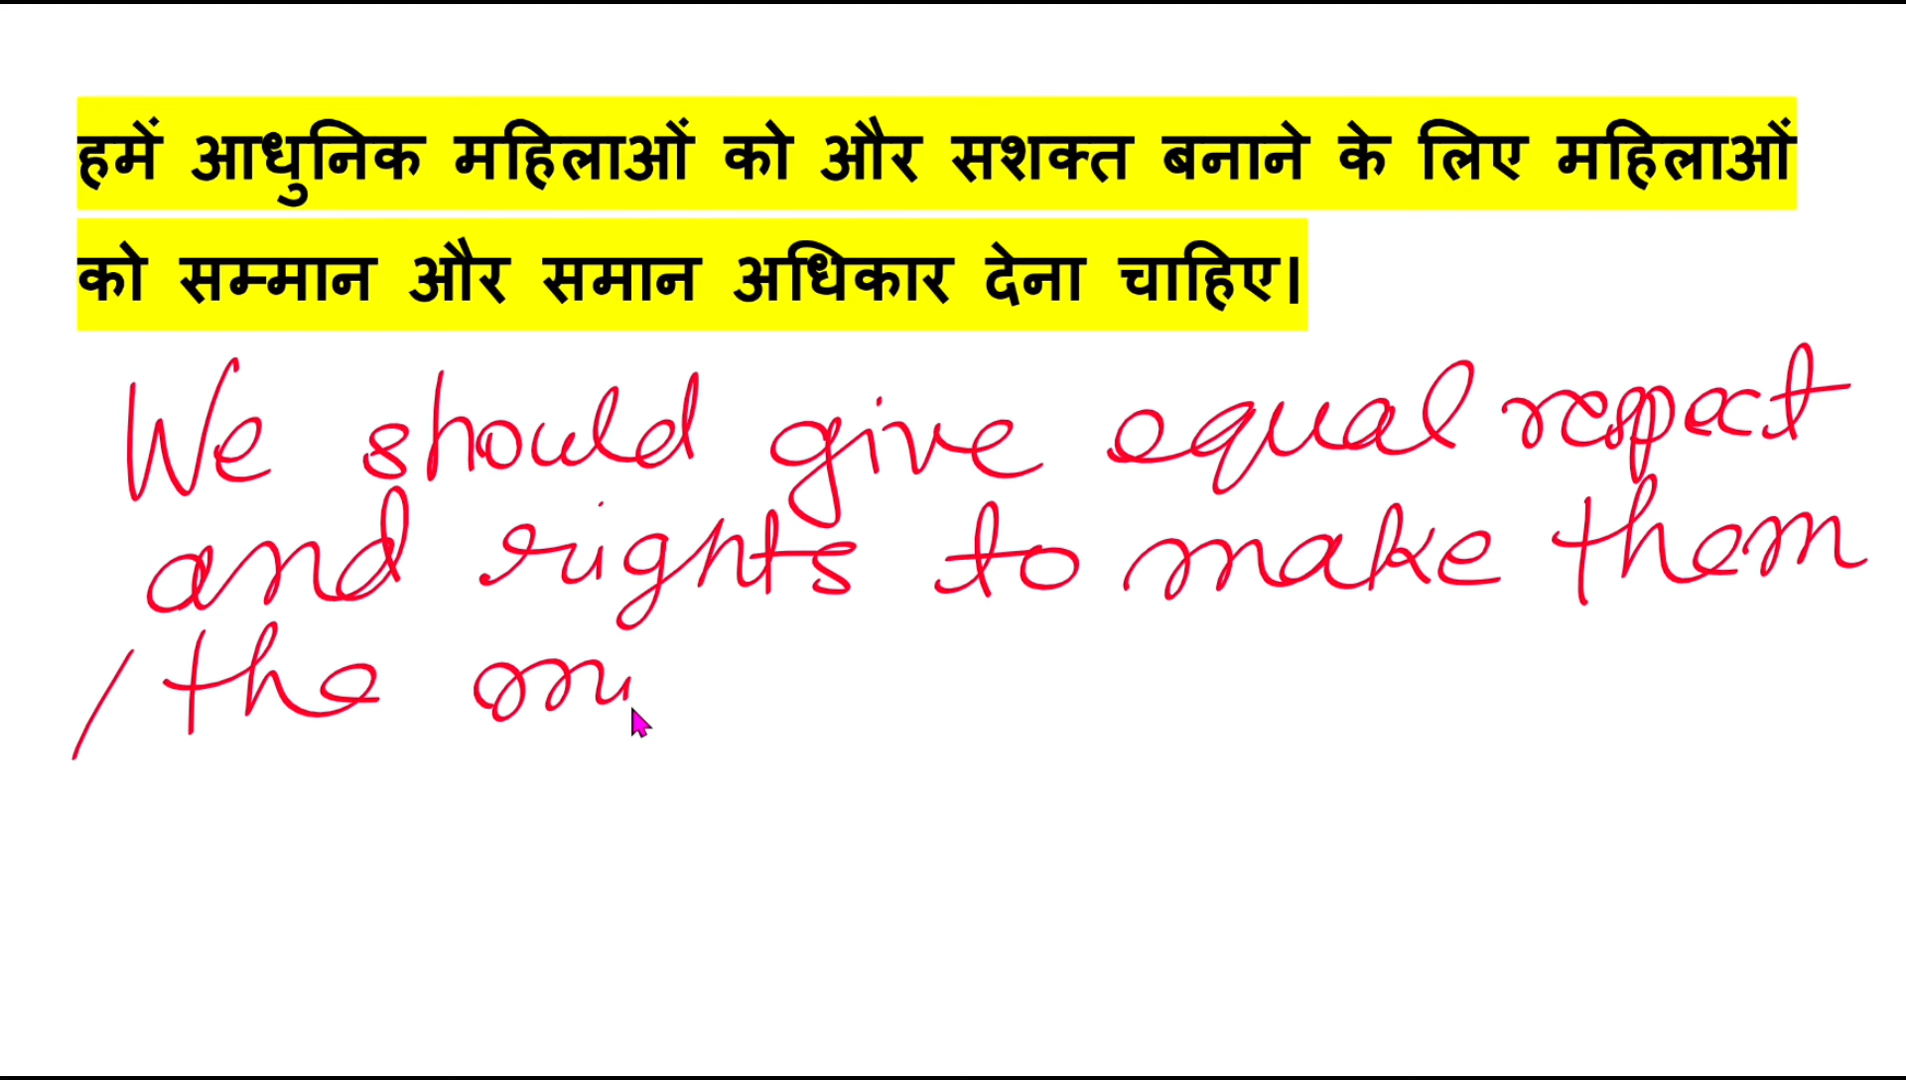 हमें आधुनिक महिलाओं को और सशक्त बनाने के लिए महिलाओं
को सम्मान और समान अधिकार देना चाहिए।
We should give equal respect
and rights to make them
/ the